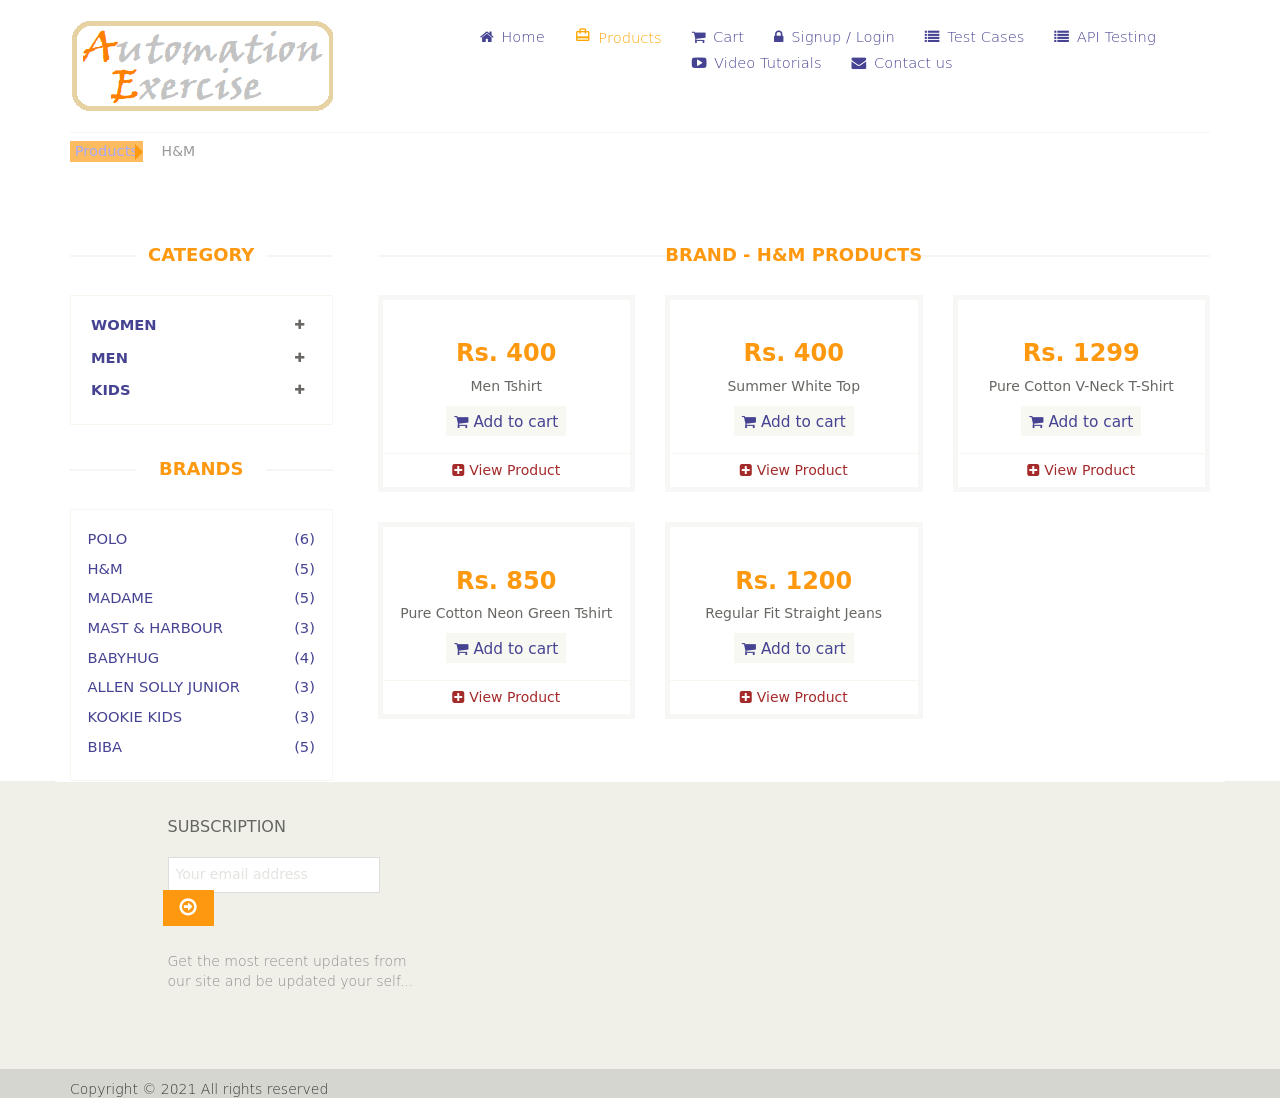 Automation
Exercise
Home
Products
Cart
Signup / Login
Test Cases
API Testing
Video Tutorials
Contact us
Products
H&M
CATEGORY
WOMEN
MEN
KIDS
BRANDS
POLO (6)
H&M (5)
MADAME (5)
MAST & HARBOUR (3)
BABYHUG (4)
ALLEN SOLLY JUNIOR (3)
KOOKIE KIDS (3)
BIBA (5)
BRAND - H&M PRODUCTS
Rs. 400
Men Tshirt
Add to cart
View Product
Rs. 400
Summer White Top
Add to cart
View Product
Rs. 1299
Pure Cotton V-Neck T-Shirt
Add to cart
View Product
Rs. 850
Pure Cotton Neon Green Tshirt
Add to cart
View Product
Rs. 1200
Regular Fit Straight Jeans
Add to cart
View Product
SUBSCRIPTION
Your email address
Get the most recent updates from
our site and be updated your self...
Copyright © 2021 All rights reserved